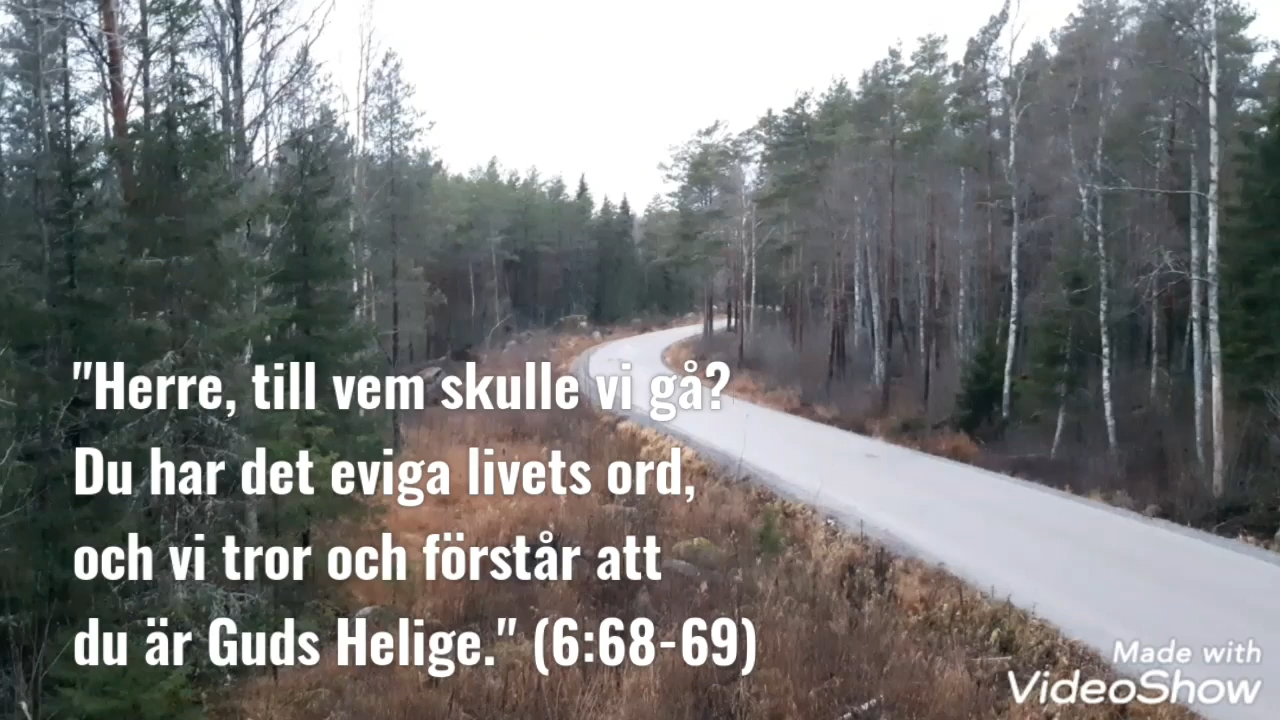 "Herre, till vem skulle vi gå?
Du har det eviga livets ord,
och vi tror och förstår att
du är Guds Helige." (6:68-69)
Made with
VideoShow